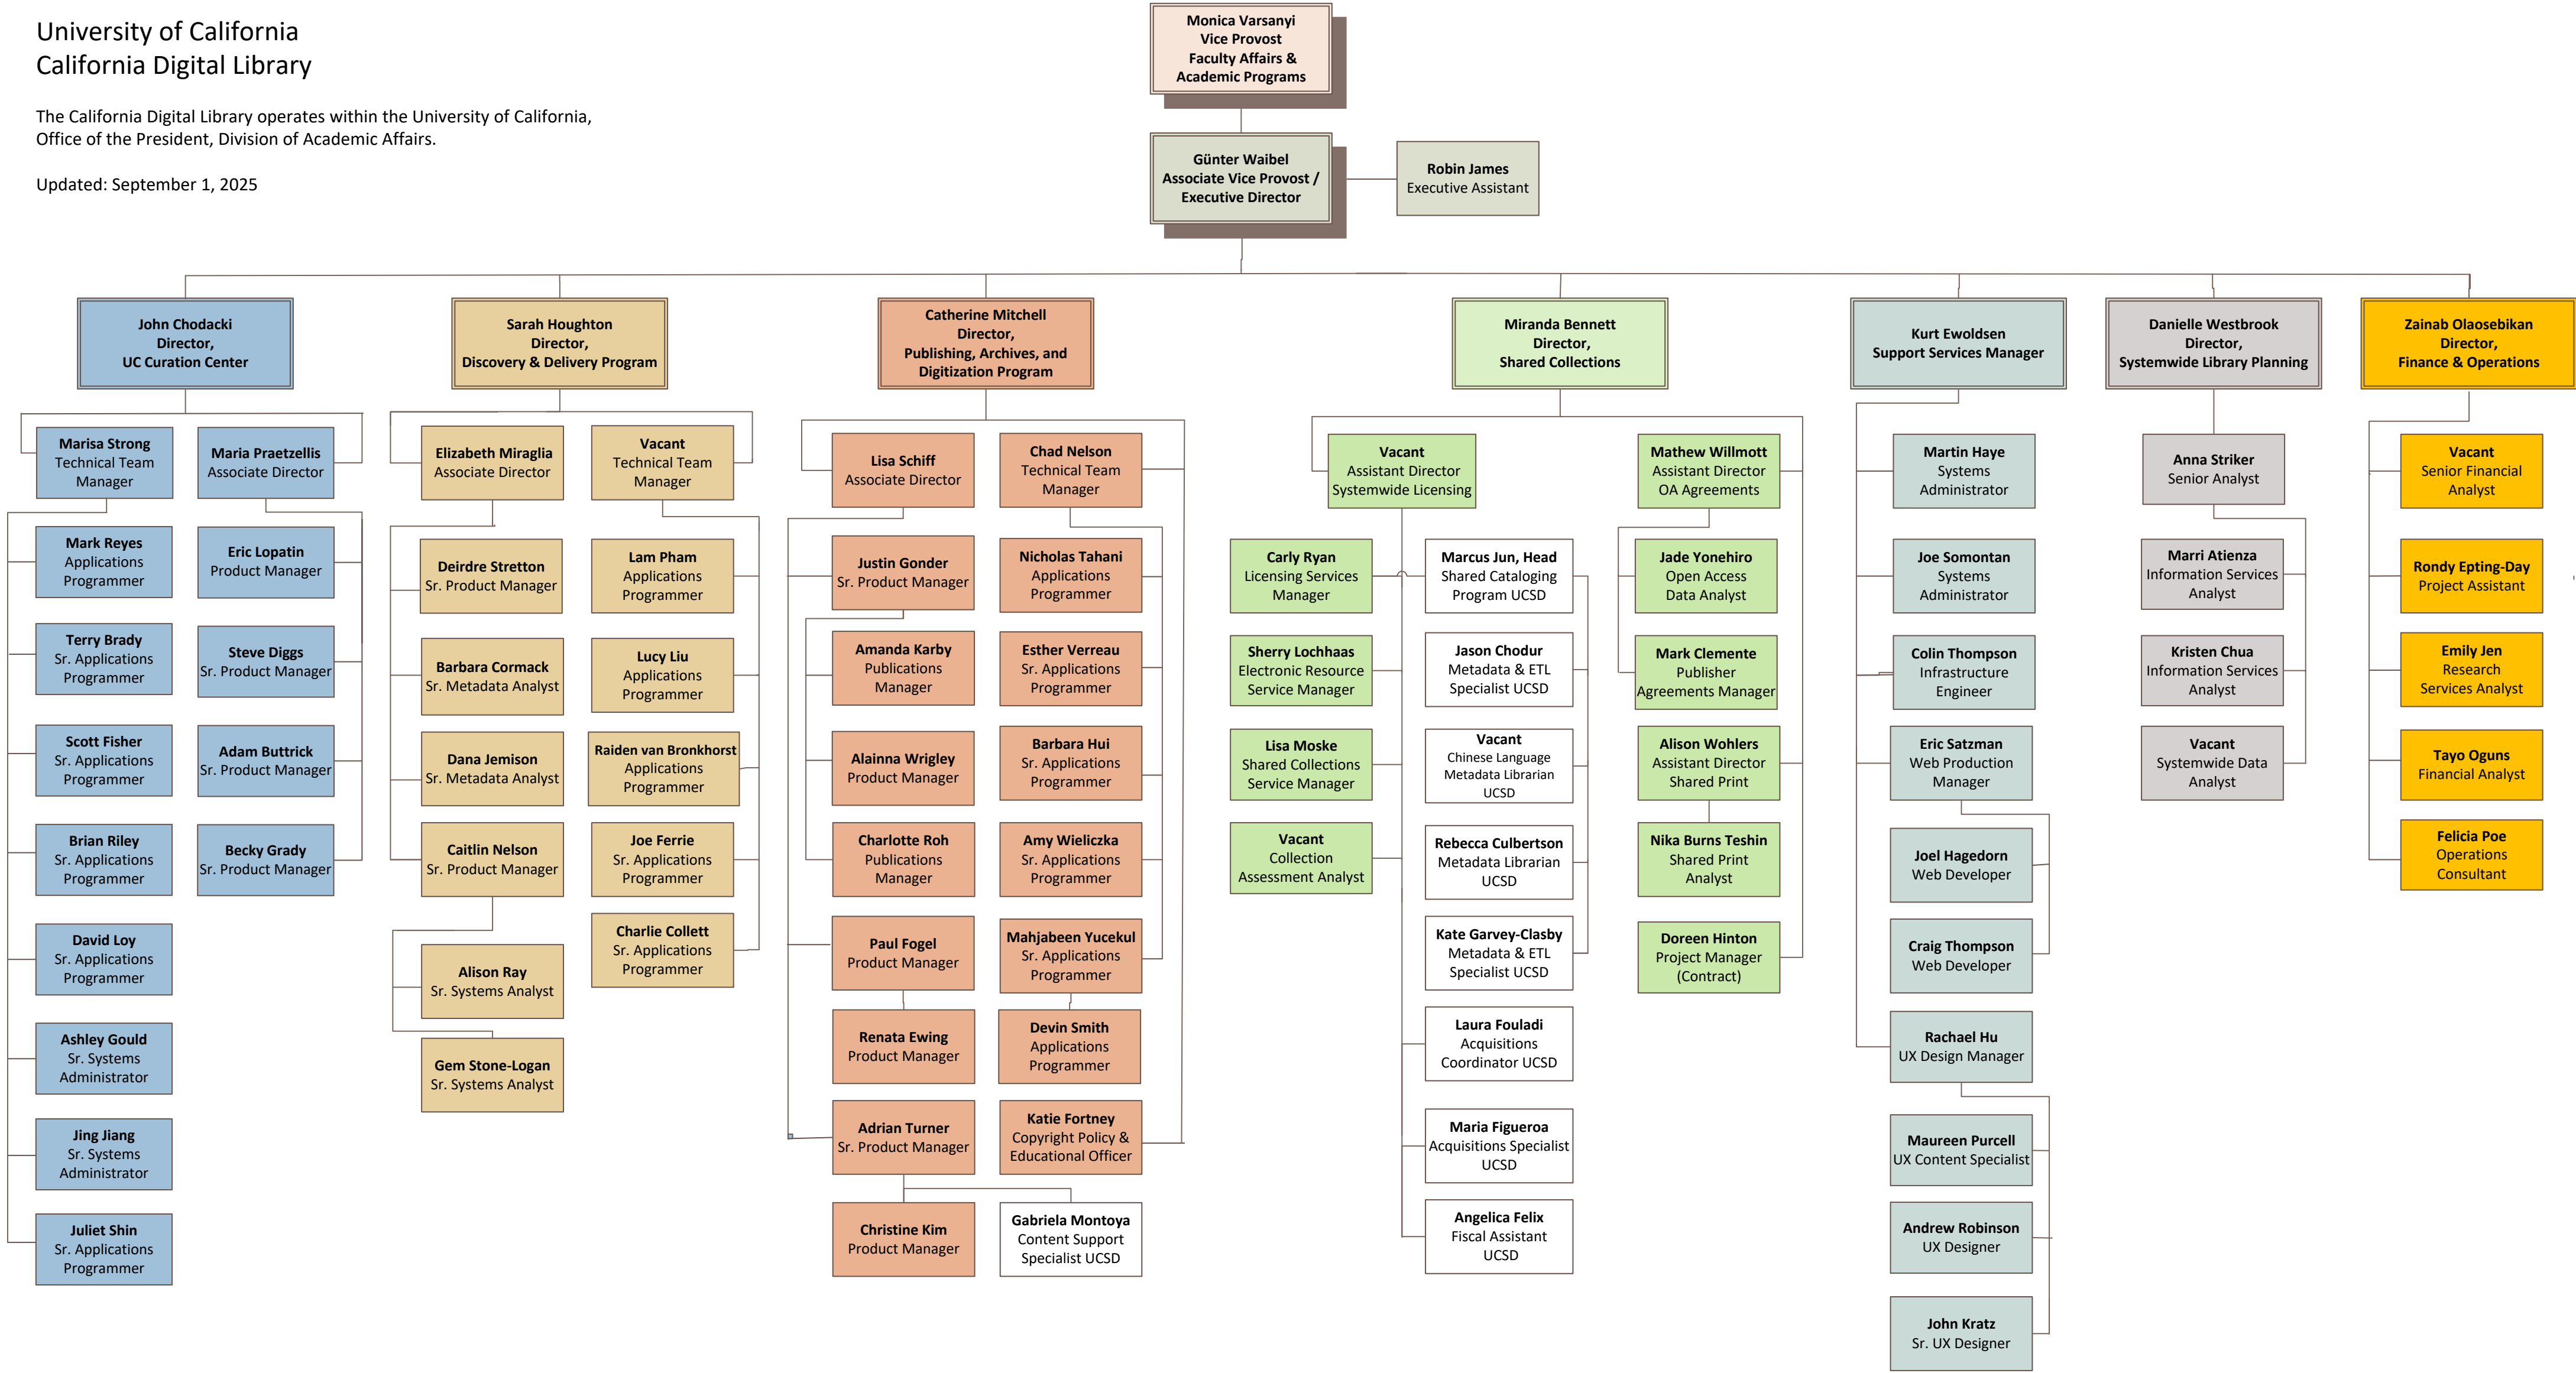 University of California
California Digital Library
The California Digital Library operates within the University of California,
Office of the President, Division of Academic Affairs.
Updated: September 1, 2025
Monica Varsanyi
Vice Provost
Faculty Affairs &
Academic Programs
Günter Waibel
Associate Vice Provost /
Executive Director
Robin James
Executive Assistant
John Chodacki
Director,
UC Curation Center
Marisa Strong
Technical Team
Manager
Mark Reyes
Applications
Programmer
Terry Brady
Sr. Applications
Programmer
Scott Fisher
Sr. Applications
Programmer
Brian Riley
Sr. Applications
Programmer
David Loy
Sr. Applications
Programmer
Ashley Gould
Sr. Systems
Administrator
Jing Jiang
Sr. Systems
Administrator
Juliet Shin
Sr. Applications
Programmer
Maria Praetzellis
Associate Director
Eric Lopatin
Product Manager
Steve Diggs
Sr. Product Manager
Adam Buttrick
Sr. Product Manager
Becky Grady
Sr. Product Manager
Sarah Houghton
Director,
Discovery & Delivery Program
Elizabeth Miraglia
Associate Director
Deirdre Stretton
Sr. Product Manager
Barbara Cormack
Sr. Metadata Analyst
Dana Jemison
Sr. Metadata Analyst
Caitlin Nelson
Sr. Product Manager
Alison Ray
Sr. Systems Analyst
Gem Stone-Logan
Sr. Systems Analyst
Vacant
Technical Team
Manager
Lam Pham
Applications
Programmer
Lucy Liu
Applications
Programmer
Raiden van Bronkhorst
Applications
Programmer
Joe Ferrie
Sr. Applications
Programmer
Charlie Collett
Sr. Applications
Programmer
Catherine Mitchell
Director,
Publishing, Archives, and
Digitization Program
Lisa Schiff
Associate Director
Justin Gonder
Sr. Product Manager
Amanda Karby
Publications
Manager
Alainna Wrigley
Product Manager
Charlotte Roh
Publications
Manager
Paul Fogel
Product Manager
Renata Ewing
Product Manager
Adrian Turner
Sr. Product Manager
Christine Kim
Product Manager
Chad Nelson
Technical Team
Manager
Nicholas Tahani
Applications
Programmer
Esther Verreau
Sr. Applications
Programmer
Barbara Hui
Sr. Applications
Programmer
Amy Wieliczka
Sr. Applications
Programmer
Mahjabeen Yucekul
Sr. Applications
Programmer
Devin Smith
Applications
Programmer
Katie Fortney
Copyright Policy &
Educational Officer
Gabriela Montoya
Content Support
Specialist UCSD
Miranda Bennett
Director,
Shared Collections
Vacant
Assistant Director
Systemwide Licensing
Carly Ryan
Licensing Services
Manager
Sherry Lochhaas
Electronic Resource
Service Manager
Lisa Moske
Shared Collections
Service Manager
Vacant
Collection
Assessment Analyst
Marcus Jun, Head
Shared Cataloging
Program UCSD
Jason Chodur
Metadata & ETL
Specialist UCSD
Vacant
Chinese Language
Metadata Librarian
UCSD
Rebecca Culbertson
Metadata Librarian
UCSD
Kate Garvey-Clasby
Metadata & ETL
Specialist UCSD
Laura Fouladi
Acquisitions
Coordinator UCSD
Maria Figueroa
Acquisitions Specialist
UCSD
Angelica Felix
Fiscal Assistant
UCSD
Mathew Willmott
Assistant Director
OA Agreements
Jade Yonehiro
Open Access
Data Analyst
Mark Clemente
Publisher
Agreements Manager
Alison Wohlers
Assistant Director
Shared Print
Nika Burns Teshin
Shared Print
Analyst
Doreen Hinton
Project Manager
(Contract)
Kurt Ewoldsen
Support Services Manager
Martin Haye
Systems
Administrator
Joe Somontan
Systems
Administrator
Colin Thompson
Infrastructure
Engineer
Eric Satzman
Web Production
Manager
Joel Hagedorn
Web Developer
Craig Thompson
Web Developer
Rachael Hu
UX Design Manager
Maureen Purcell
UX Content Specialist
Andrew Robinson
UX Designer
John Kratz
Sr. UX Designer
Danielle Westbrook
Director,
Systemwide Library Planning
Anna Striker
Senior Analyst
Marri Atienza
Information Services
Analyst
Kristen Chua
Information Services
Analyst
Vacant
Systemwide Data
Analyst
Zainab Olaosebikan
Director,
Finance & Operations
Vacant
Senior Financial
Analyst
Rondy Epting-Day
Project Assistant
Emily Jen
Research
Services Analyst
Tayo Oguns
Financial Analyst
Felicia Poe
Operations
Consultant